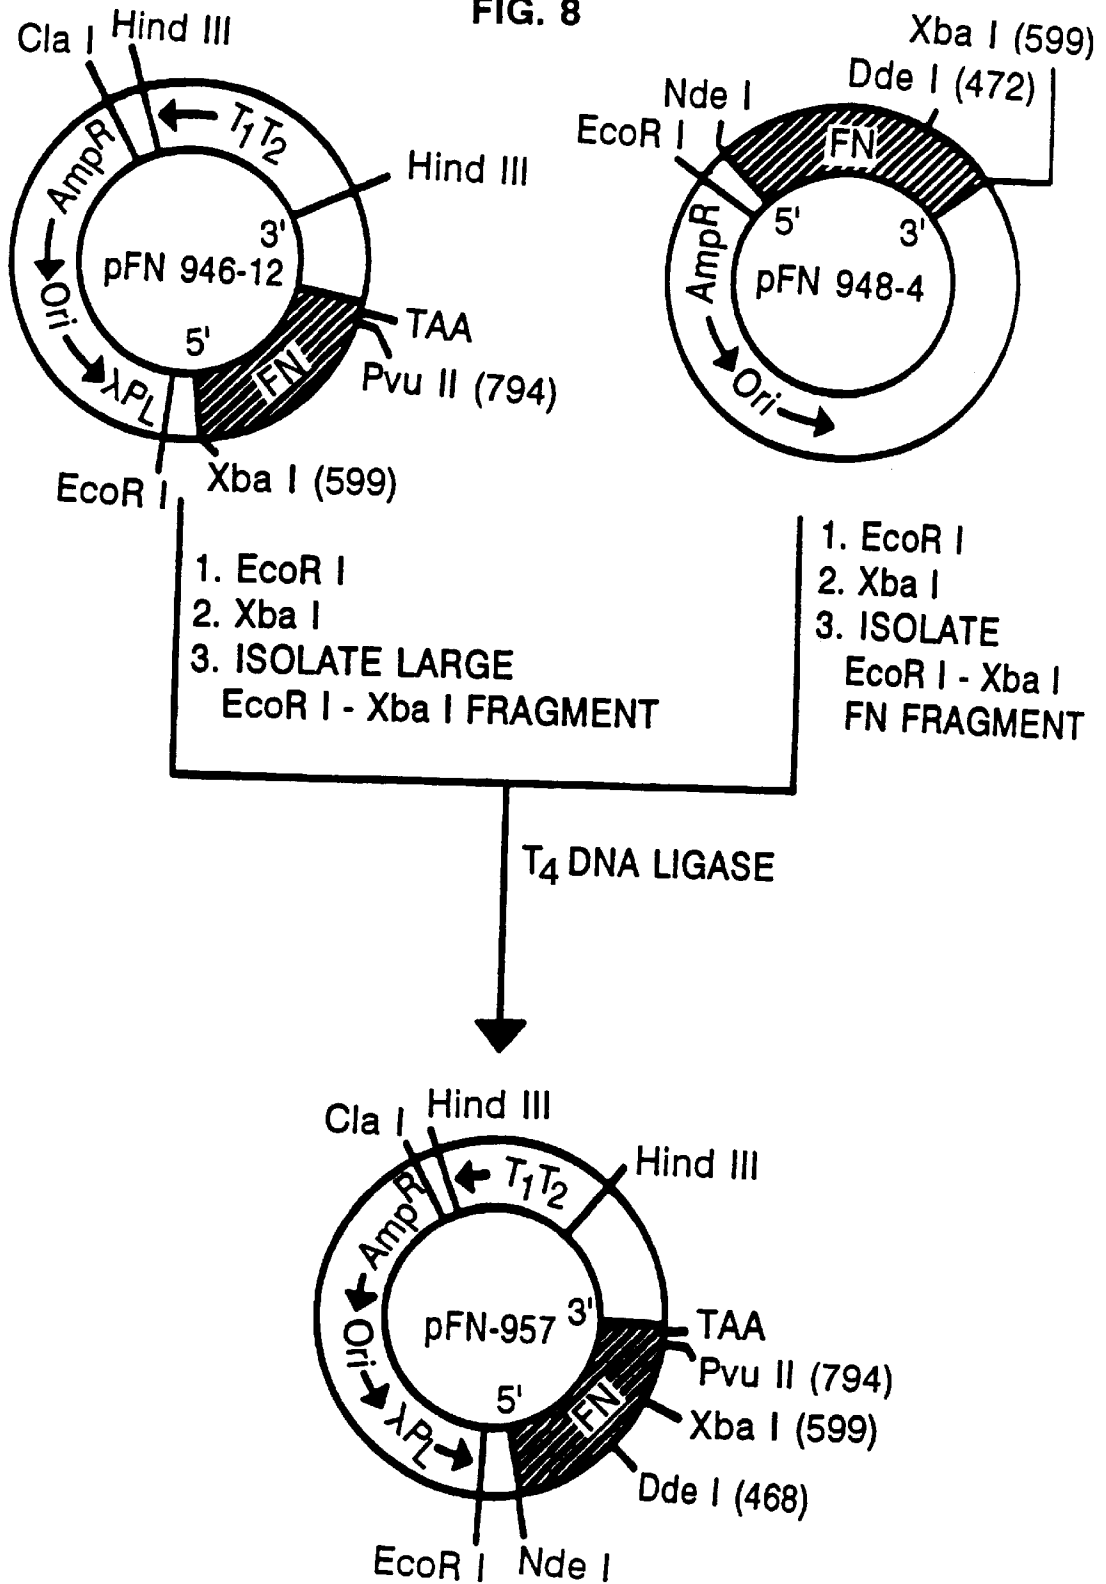 FIG. 8
Cla I
Hind III
T1T2
Hind III
AmpR
3'
pFN 946-12
Ori
5'
TAA
FN
Pvu II (794)
λPL
Xba I (599)
EcoR I
Xba I (599)
Dde I (472)
Nde I
EcoR I
FN
5'
3'
AmpR
pFN 948-4
Ori
1. EcoR I
2. Xba I
3. ISOLATE LARGE
EcoR I - Xba I FRAGMENT
1. EcoR I
2. Xba I
3. ISOLATE
EcoR I - Xba I
FN FRAGMENT
T4 DNA LIGASE
Cla I
Hind III
T1T2
Hind III
AmpR
pFN-957
3'
TAA
Ori
Pvu II (794)
5'
FN
Xba I (599)
λPL
Dde I (468)
EcoR I
Nde I